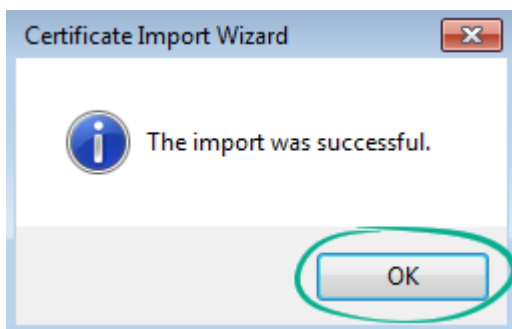 Certificate Import Wizard
The import was successful.
OK